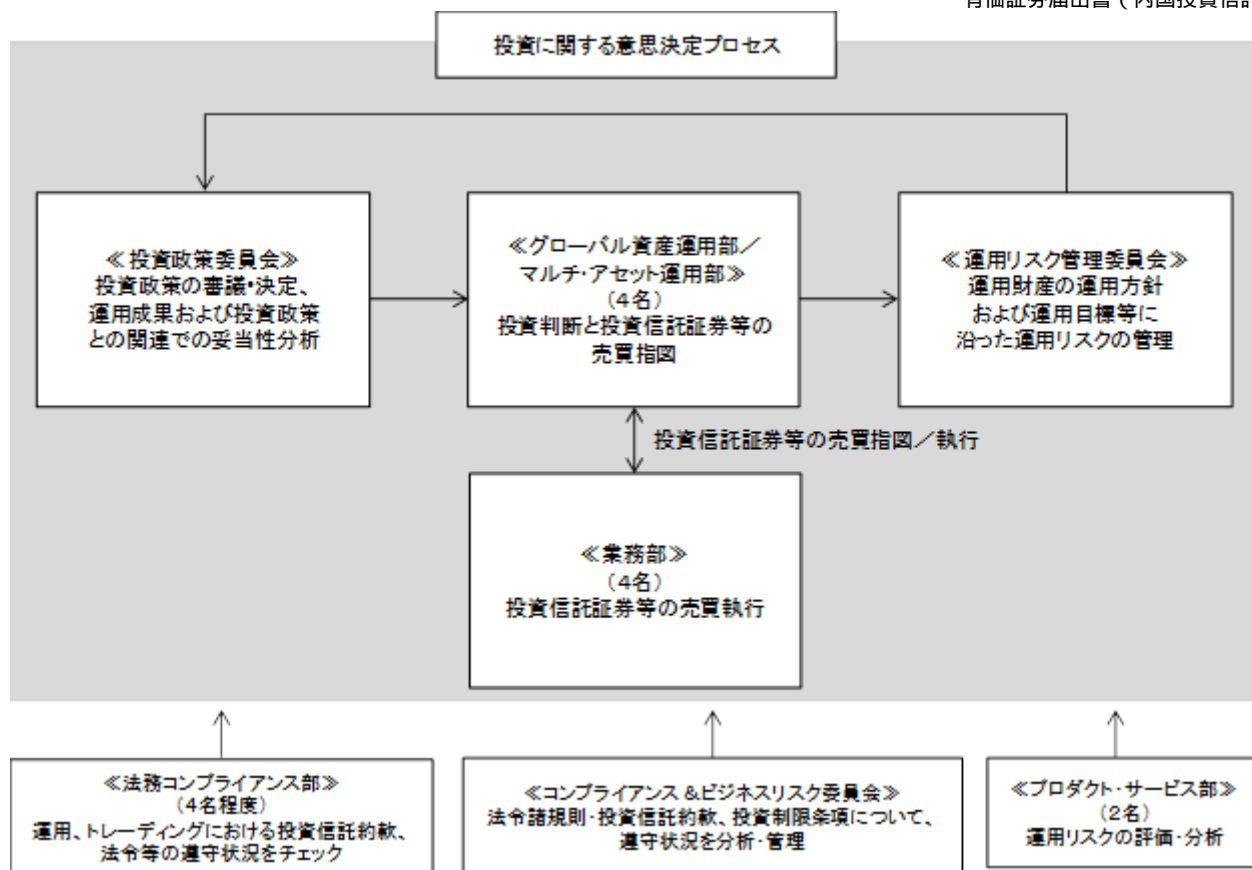 有価証券届出書(内国投資信託
投資に関する意思決定プロセス
≪投資政策委員会≫
投資政策の審議・決定、
運用成果および投資政策
との関連での妥当性分析
≪グローバル資産運用部/
マルチ・アセット運用部≫
(4名)
投資判断と投資信託証券等の
売買指図
≪運用リスク管理委員会≫
運用財産の運用方針
および運用目標等に
沿った運用リスクの管理
投資信託証券等の売買指図/執行
≪業務部≫
(4名)
投資信託証券等の売買執行
≪法務コンプライアンス部≫
(4名程度)
運用、トレーディングにおける投資信託約款、
法令等の遵守状況をチェック
≪コンプライアンス&ビジネスリスク委員会≫
法令諸規則・投資信託約款、投資制限条項について、
遵守状況を分析・管理
≪プロダクト・サービス部≫
(2名)
運用リスクの評価・分析